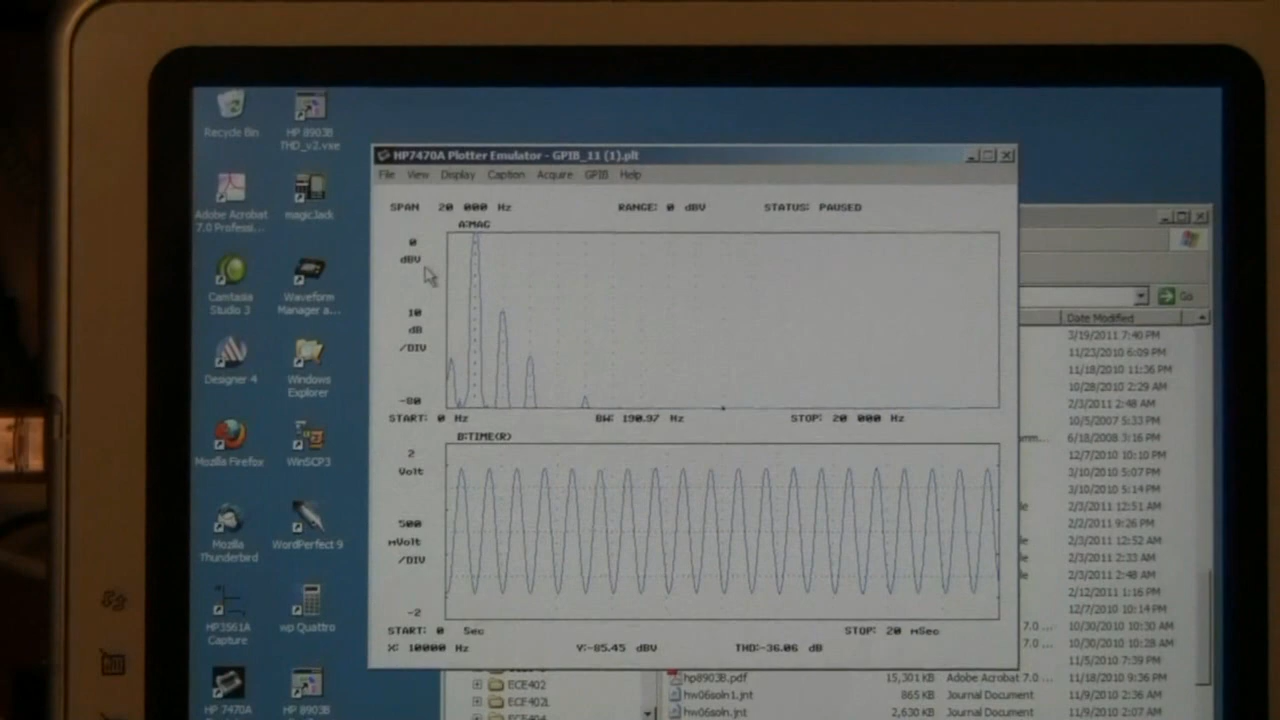 Recycle Bin
HP 8903B
THD_v2.vxe
Adobe Acrobat
7.0 Professi...
magicJack
Camtasia
Studio 3
Waveform
Manager a...
Designer 4
Windows
Explorer
Mozilla Firefox
WinSCP3
Mozilla
Thunderbird
WordPerfect 9
HP3561A
Capture
wp Quattro
HP 7470A
HP 8903B
HP7470A Plotter Emulator - GPIB_11 (1).plt
File View Display Caption Acquire GPIB Help
SPAN 20 000 Hz RANGE: 0 dBV STATUS: PAUSED
A:MAG
0
dBV
10
dB
/DIV
-80
START: 0 Hz BW: 190.97 Hz STOP: 20 000 Hz
B:TIME(R)
2
Volt
500
mVolt
/DIV
-2
START: 0 Sec STOP: 20 mSec
X: 10000 Hz Y:-85.45 dBV THD:-36.06 dB
Go
Date Modified
3/19/2011 7:40 PM
11/23/2010 6:09 PM
11/18/2010 11:36 PM
10/28/2010 2:29 AM
2/3/2011 2:48 AM
10/5/2007 5:33 PM
6/18/2008 3:16 PM
12/7/2010 10:10 PM
3/10/2010 5:07 PM
3/10/2010 5:14 PM
2/3/2011 12:51 AM
2/2/2011 9:26 PM
2/3/2011 12:52 AM
2/3/2011 2:33 AM
2/3/2011 2:48 AM
2/12/2011 1:16 PM
12/7/2010 10:14 PM
7.0 ... 10/30/2010 10:30 AM
7.0 ... 10/30/2010 10:28 AM
11/5/2010 7:39 PM
hp8903B.pdf 15,301 KB Adobe Acrobat 7.0 ... 11/18/2010 9:36 PM
hw06soln1.jnt 865 KB Journal Document 11/9/2010 2:36 AM
hw06soln.jnt 2,630 KB Journal Document 11/9/2010 2:07 AM
ECE402
ECE402L